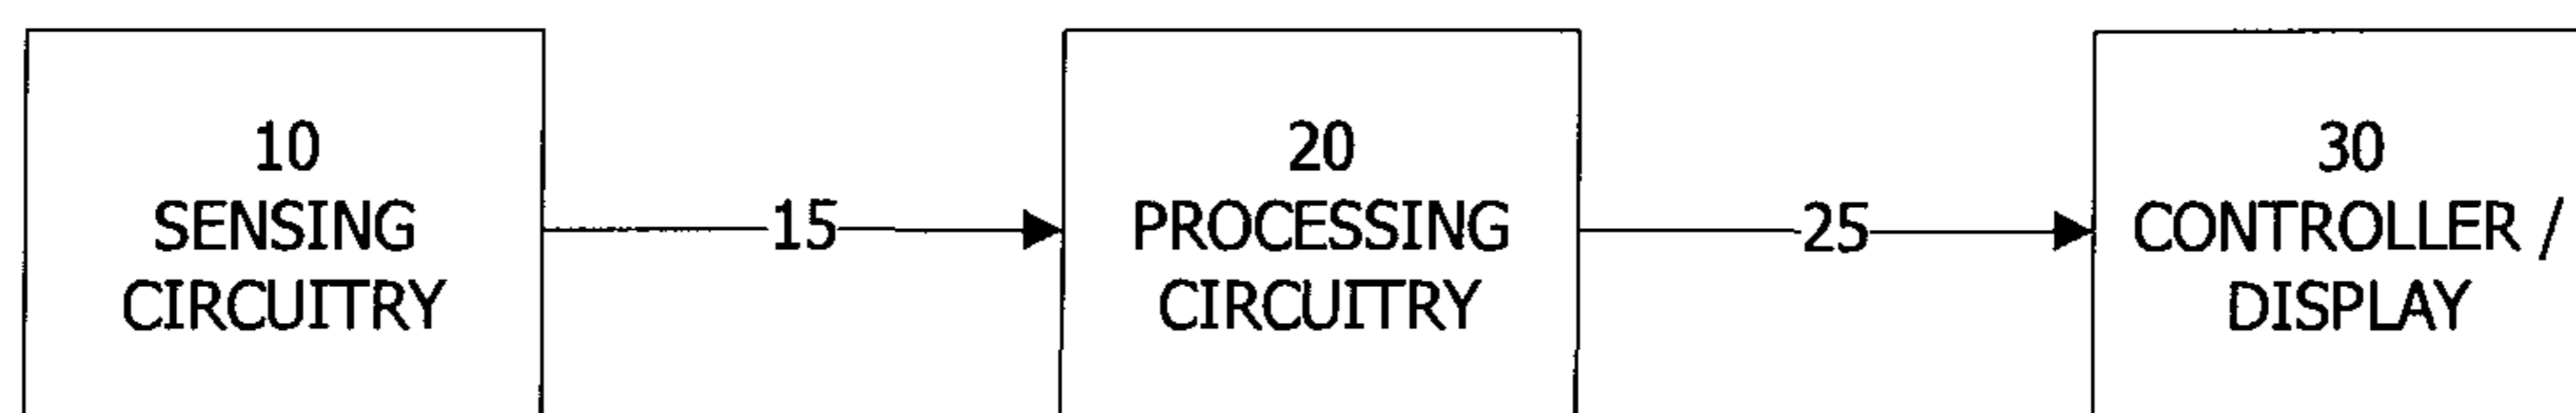 10
SENSING
CIRCUITRY
15
20
PROCESSING
CIRCUITRY
25
30
CONTROLLER /
DISPLAY